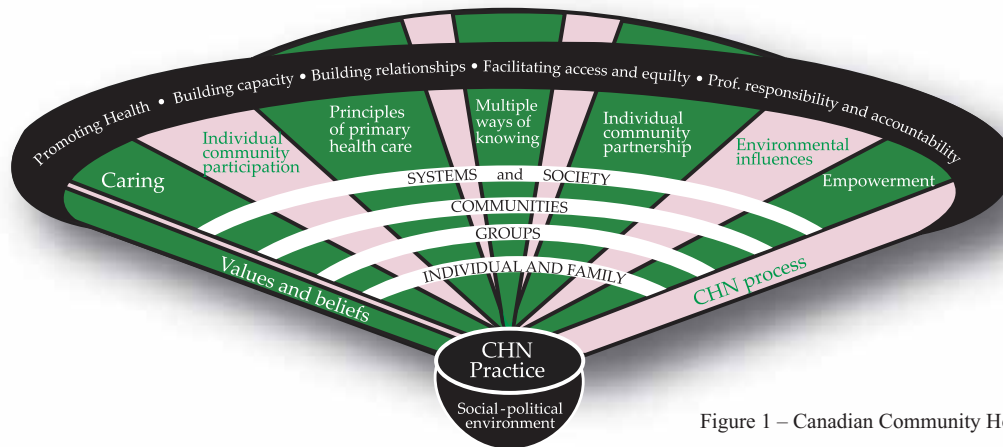 Promoting Health • Building capacity • Building relationships • Facilitating access and equilty • Prof. responsibility and accountability
Caring
Individual
community
participation
Principles
of primary
health care
Multiple
ways of
knowing
Individual
community
partnership
Environmental
influences
Empowerment
SYSTEMS and SOCIETY
COMMUNITIES
GROUPS
INDIVIDUAL AND FAMILY
Values and beliefs
CHN process
CHN
Practice
Social-political
environment
Figure 1 – Canadian Community